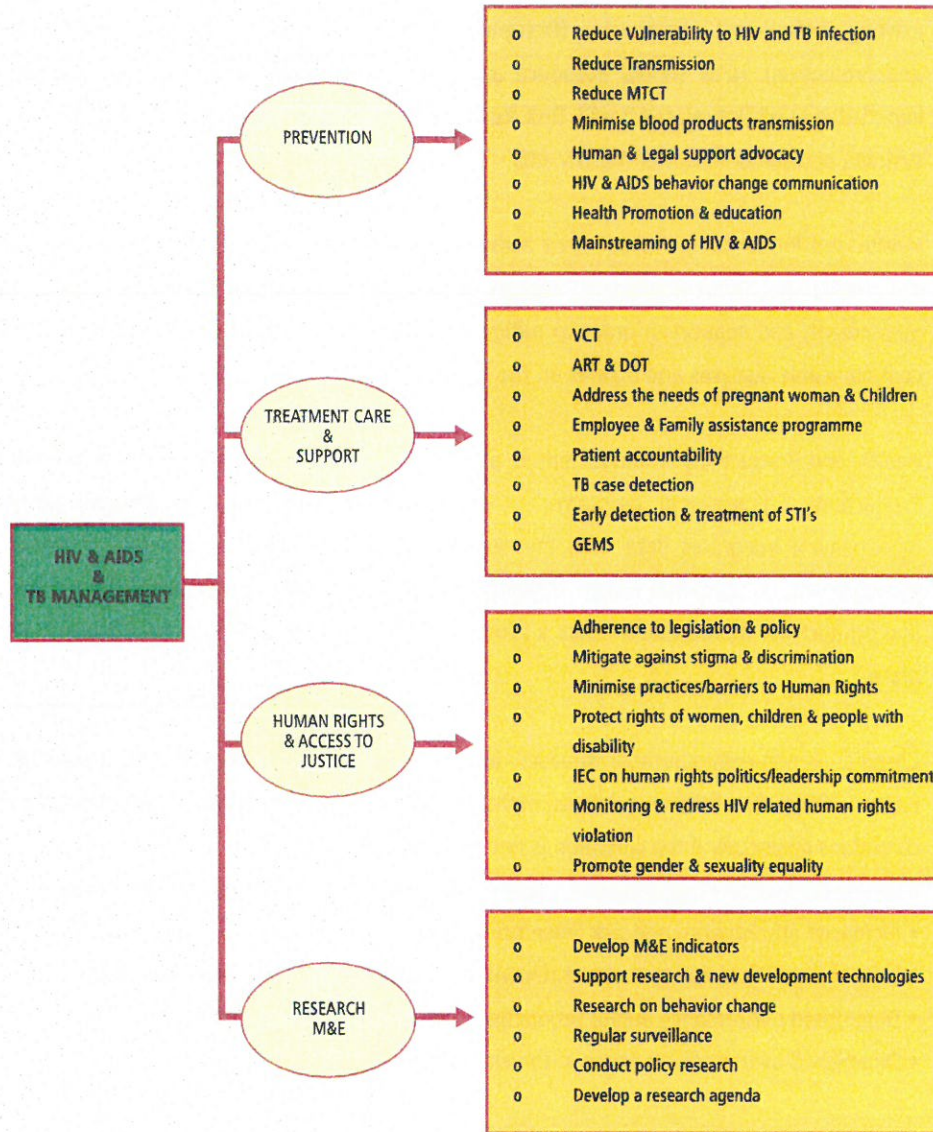 HIV & AIDS
&
TB MANAGEMENT
PREVENTION
o Reduce Vulnerability to HIV and TB infection
o Reduce Transmission
o Reduce MTCT
o Minimise blood products transmission
o Human & Legal support advocacy
o HIV & AIDS behavior change communication
o Health Promotion & education
o Mainstreaming of HIV & AIDS
TREATMENT CARE
&
SUPPORT
o VCT
o ART & DOT
o Address the needs of pregnant woman & Children
o Employee & Family assistance programme
o Patient accountability
o TB case detection
o Early detection & treatment of STI's
o GEMS
HUMAN RIGHTS
& ACCESS TO
JUSTICE
o Adherence to legislation & policy
o Mitigate against stigma & discrimination
o Minimise practices/barriers to Human Rights
o Protect rights of women, children & people with
disability
o IEC on human rights politics/leadership commitment
o Monitoring & redress HIV related human rights
violation
o Promote gender & sexuality equality
RESEARCH
M&E
o Develop M&E indicators
o Support research & new development technologies
o Research on behavior change
o Regular surveillance
o Conduct policy research
o Develop a research agenda